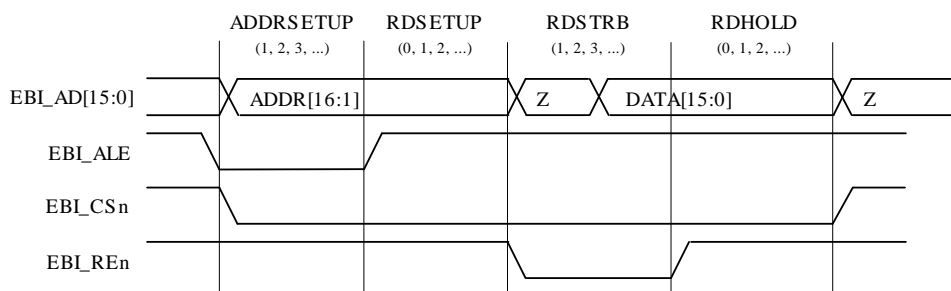 ADDRSETUP RDSETUP RDSTRB RDHOLD
(1, 2, 3, ...) (0, 1, 2, ...) (1, 2, 3, ...) (0, 1, 2, ...)
EBI_AD[15:0] ADDR[16:1] Z DATA[15:0] Z
EBI_ALE
EBI_CSn
EBI_REn